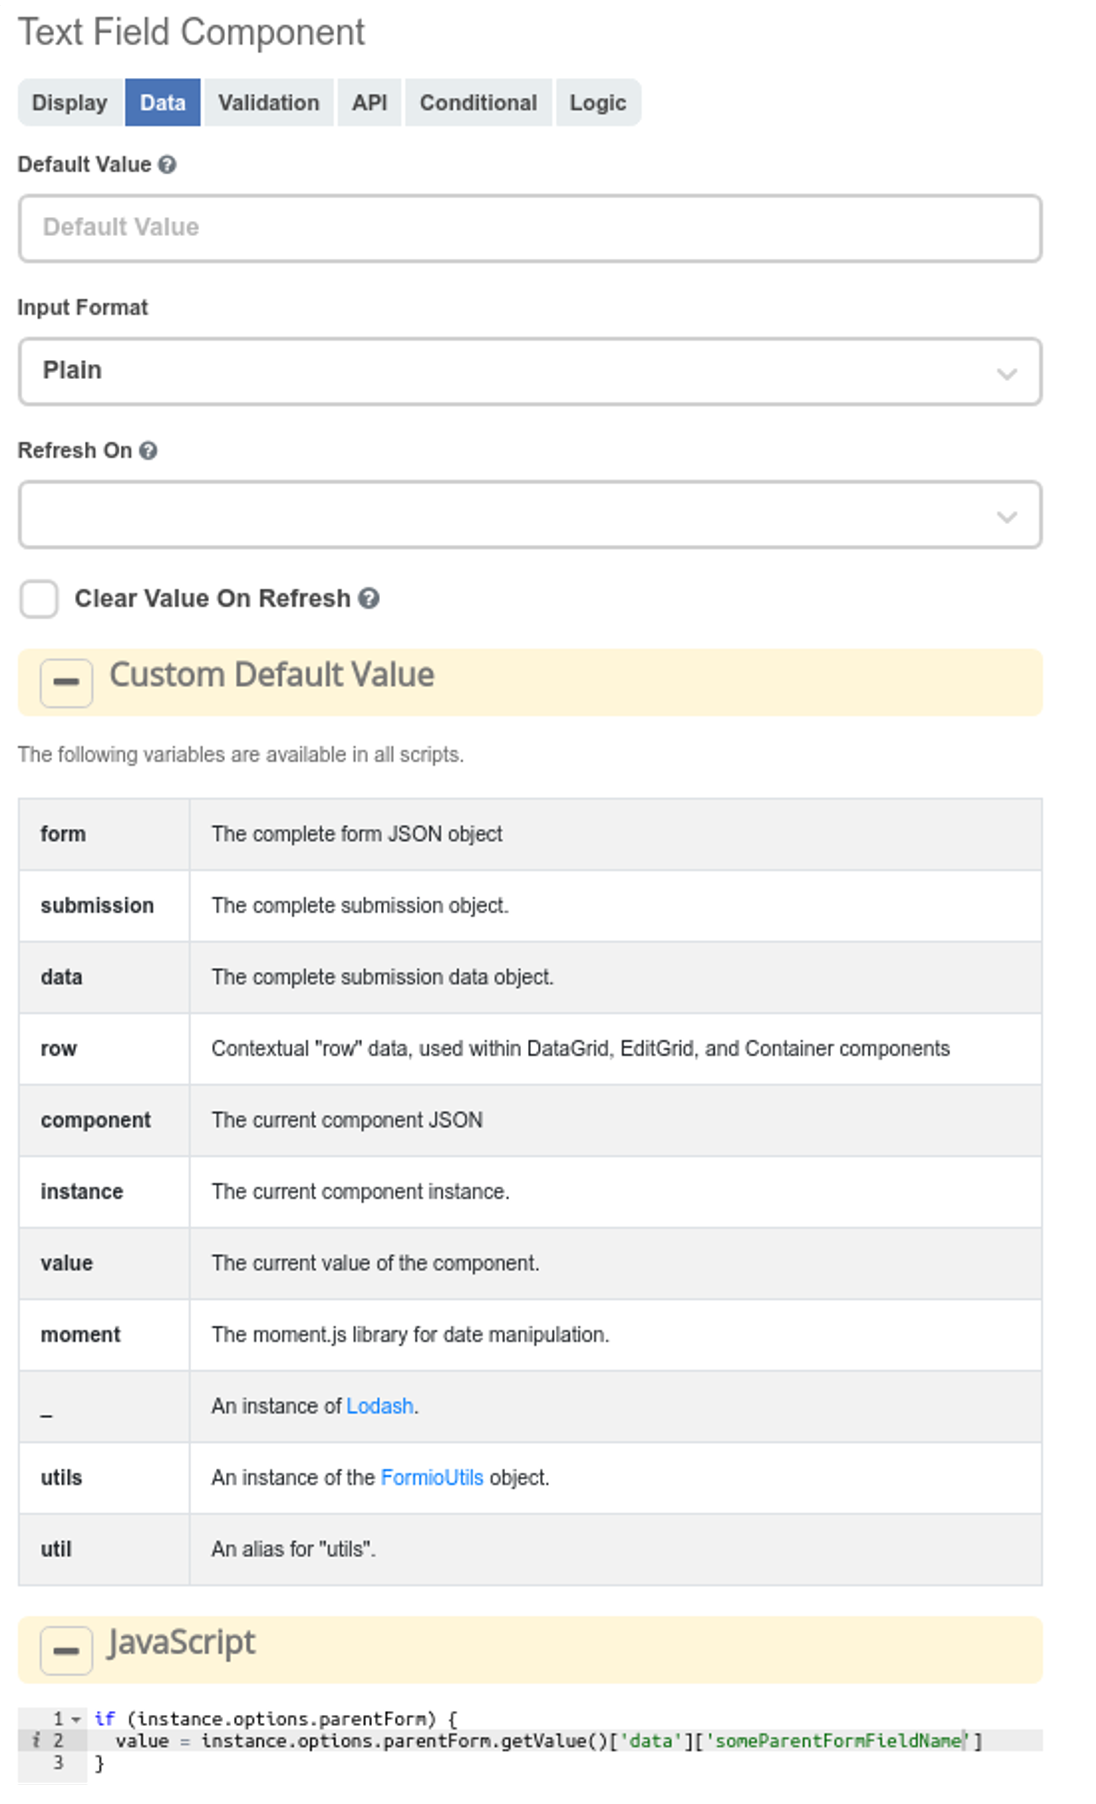 Text Field Component
Display Data Validation API Conditional Logic
Default Value ?
Default Value
Input Format
Plain
Refresh On ?
Clear Value On Refresh ?
Custom Default Value
The following variables are available in all scripts.
form The complete form JSON object
submission The complete submission object.
data The complete submission data object.
row Contextual "row" data, used within DataGrid, EditGrid, and Container components
component The current component JSON
instance The current component instance.
value The current value of the component.
moment The moment.js library for date manipulation.
_ An instance of Lodash.
utils An instance of the FormioUtils object.
util An alias for "utils".
JavaScript
1 if (instance.options.parentForm) {
i 2 value = instance.options.parentForm.getValue()['data']['someParentFormFieldName']
3 }